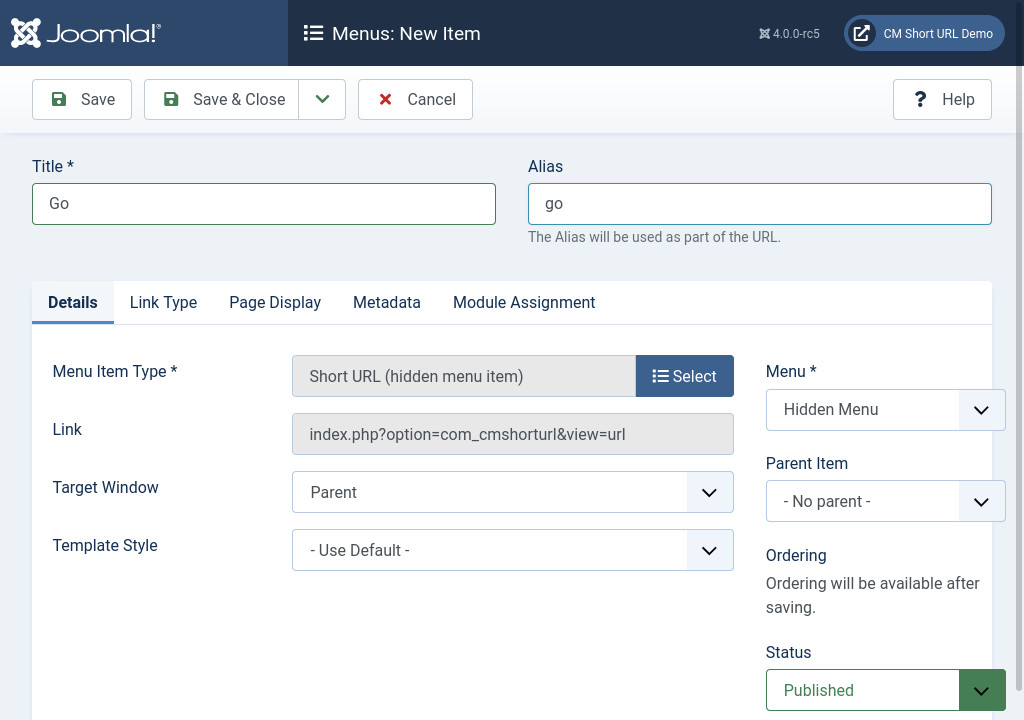 Joomla!®
Menus: New Item
4.0.0-rc5
CM Short URL Demo
Save
Save & Close
Cancel
? Help
Title *
Alias
Go
go
The Alias will be used as part of the URL.
Details
Link Type
Page Display
Metadata
Module Assignment
Menu Item Type *
Short URL (hidden menu item)
Select
Link
index.php?option=com_cmshorturl&view=url
Target Window
Parent
Template Style
- Use Default -
Menu *
Hidden Menu
Parent Item
- No parent -
Ordering
Ordering will be available after
saving.
Status
Published